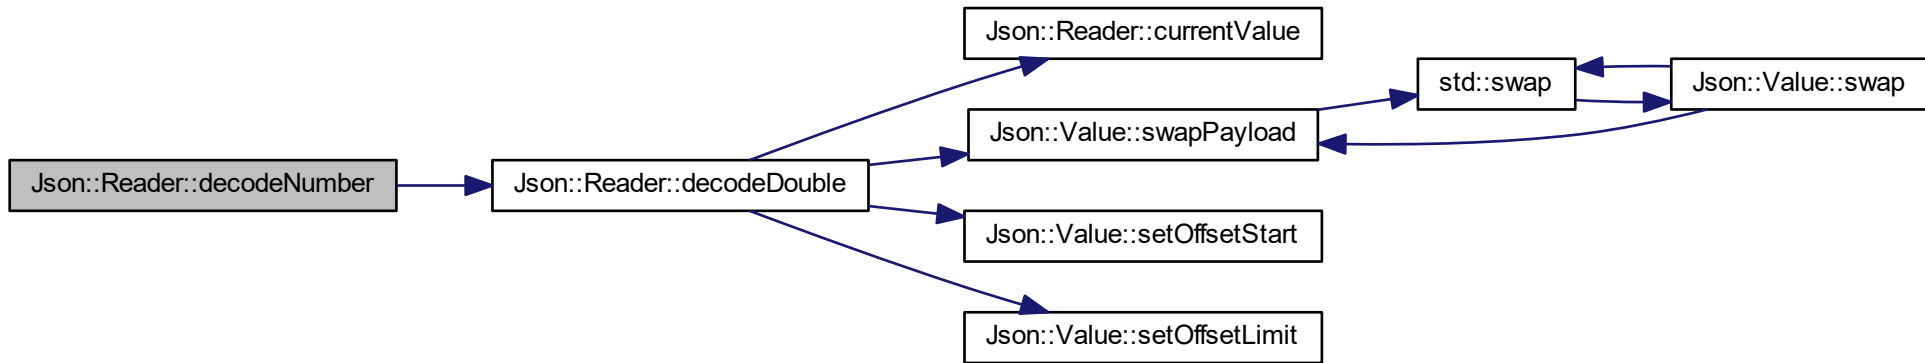 Json::Reader::decodeNumber
Json::Reader::decodeDouble
Json::Reader::currentValue
Json::Value::swapPayload
Json::Value::setOffsetStart
Json::Value::setOffsetLimit
std::swap
Json::Value::swap